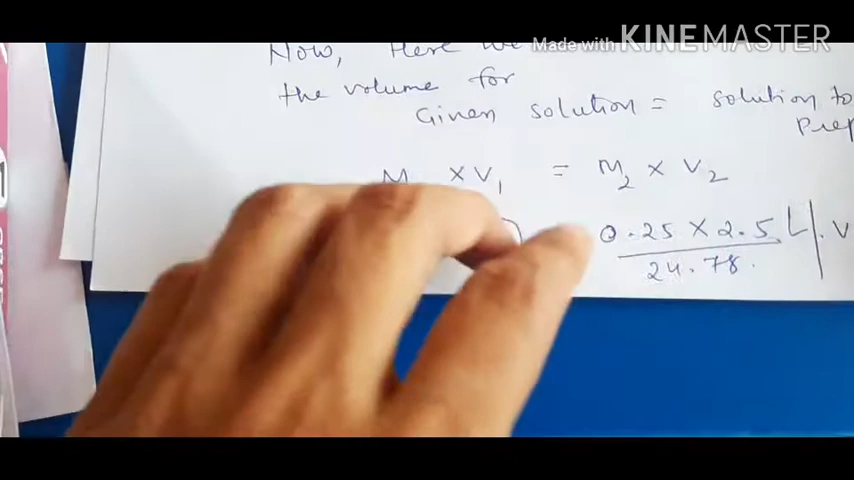 Made with KINEMASTER
Now, Here we
the volume for
Given solution = solution to
Prep
M × V1 = M2 × V2
0.25 × 2.5 L
24.78